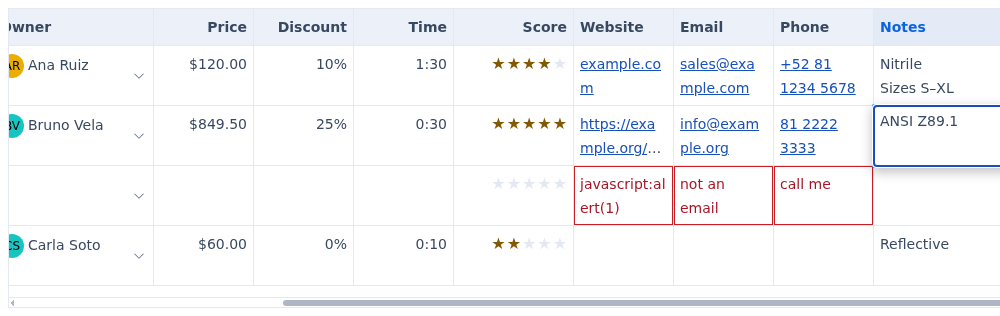 Owner Price Discount Time Score Website Email Phone Notes
AR Ana Ruiz $120.00 10% 1:30 ★★★★★ example.co sales@exa +52 81 Nitrile
m mple.com 1234 5678 Sizes S–XL
BV Bruno Vela $849.50 25% 0:30 ★★★★★ https://exa info@exam 81 2222 ANSI Z89.1
mple.org/… ple.org 3333
★★★★★ javascript:al not an call me
ert(1) email
CS Carla Soto $60.00 0% 0:10 ★★★★★ Reflective